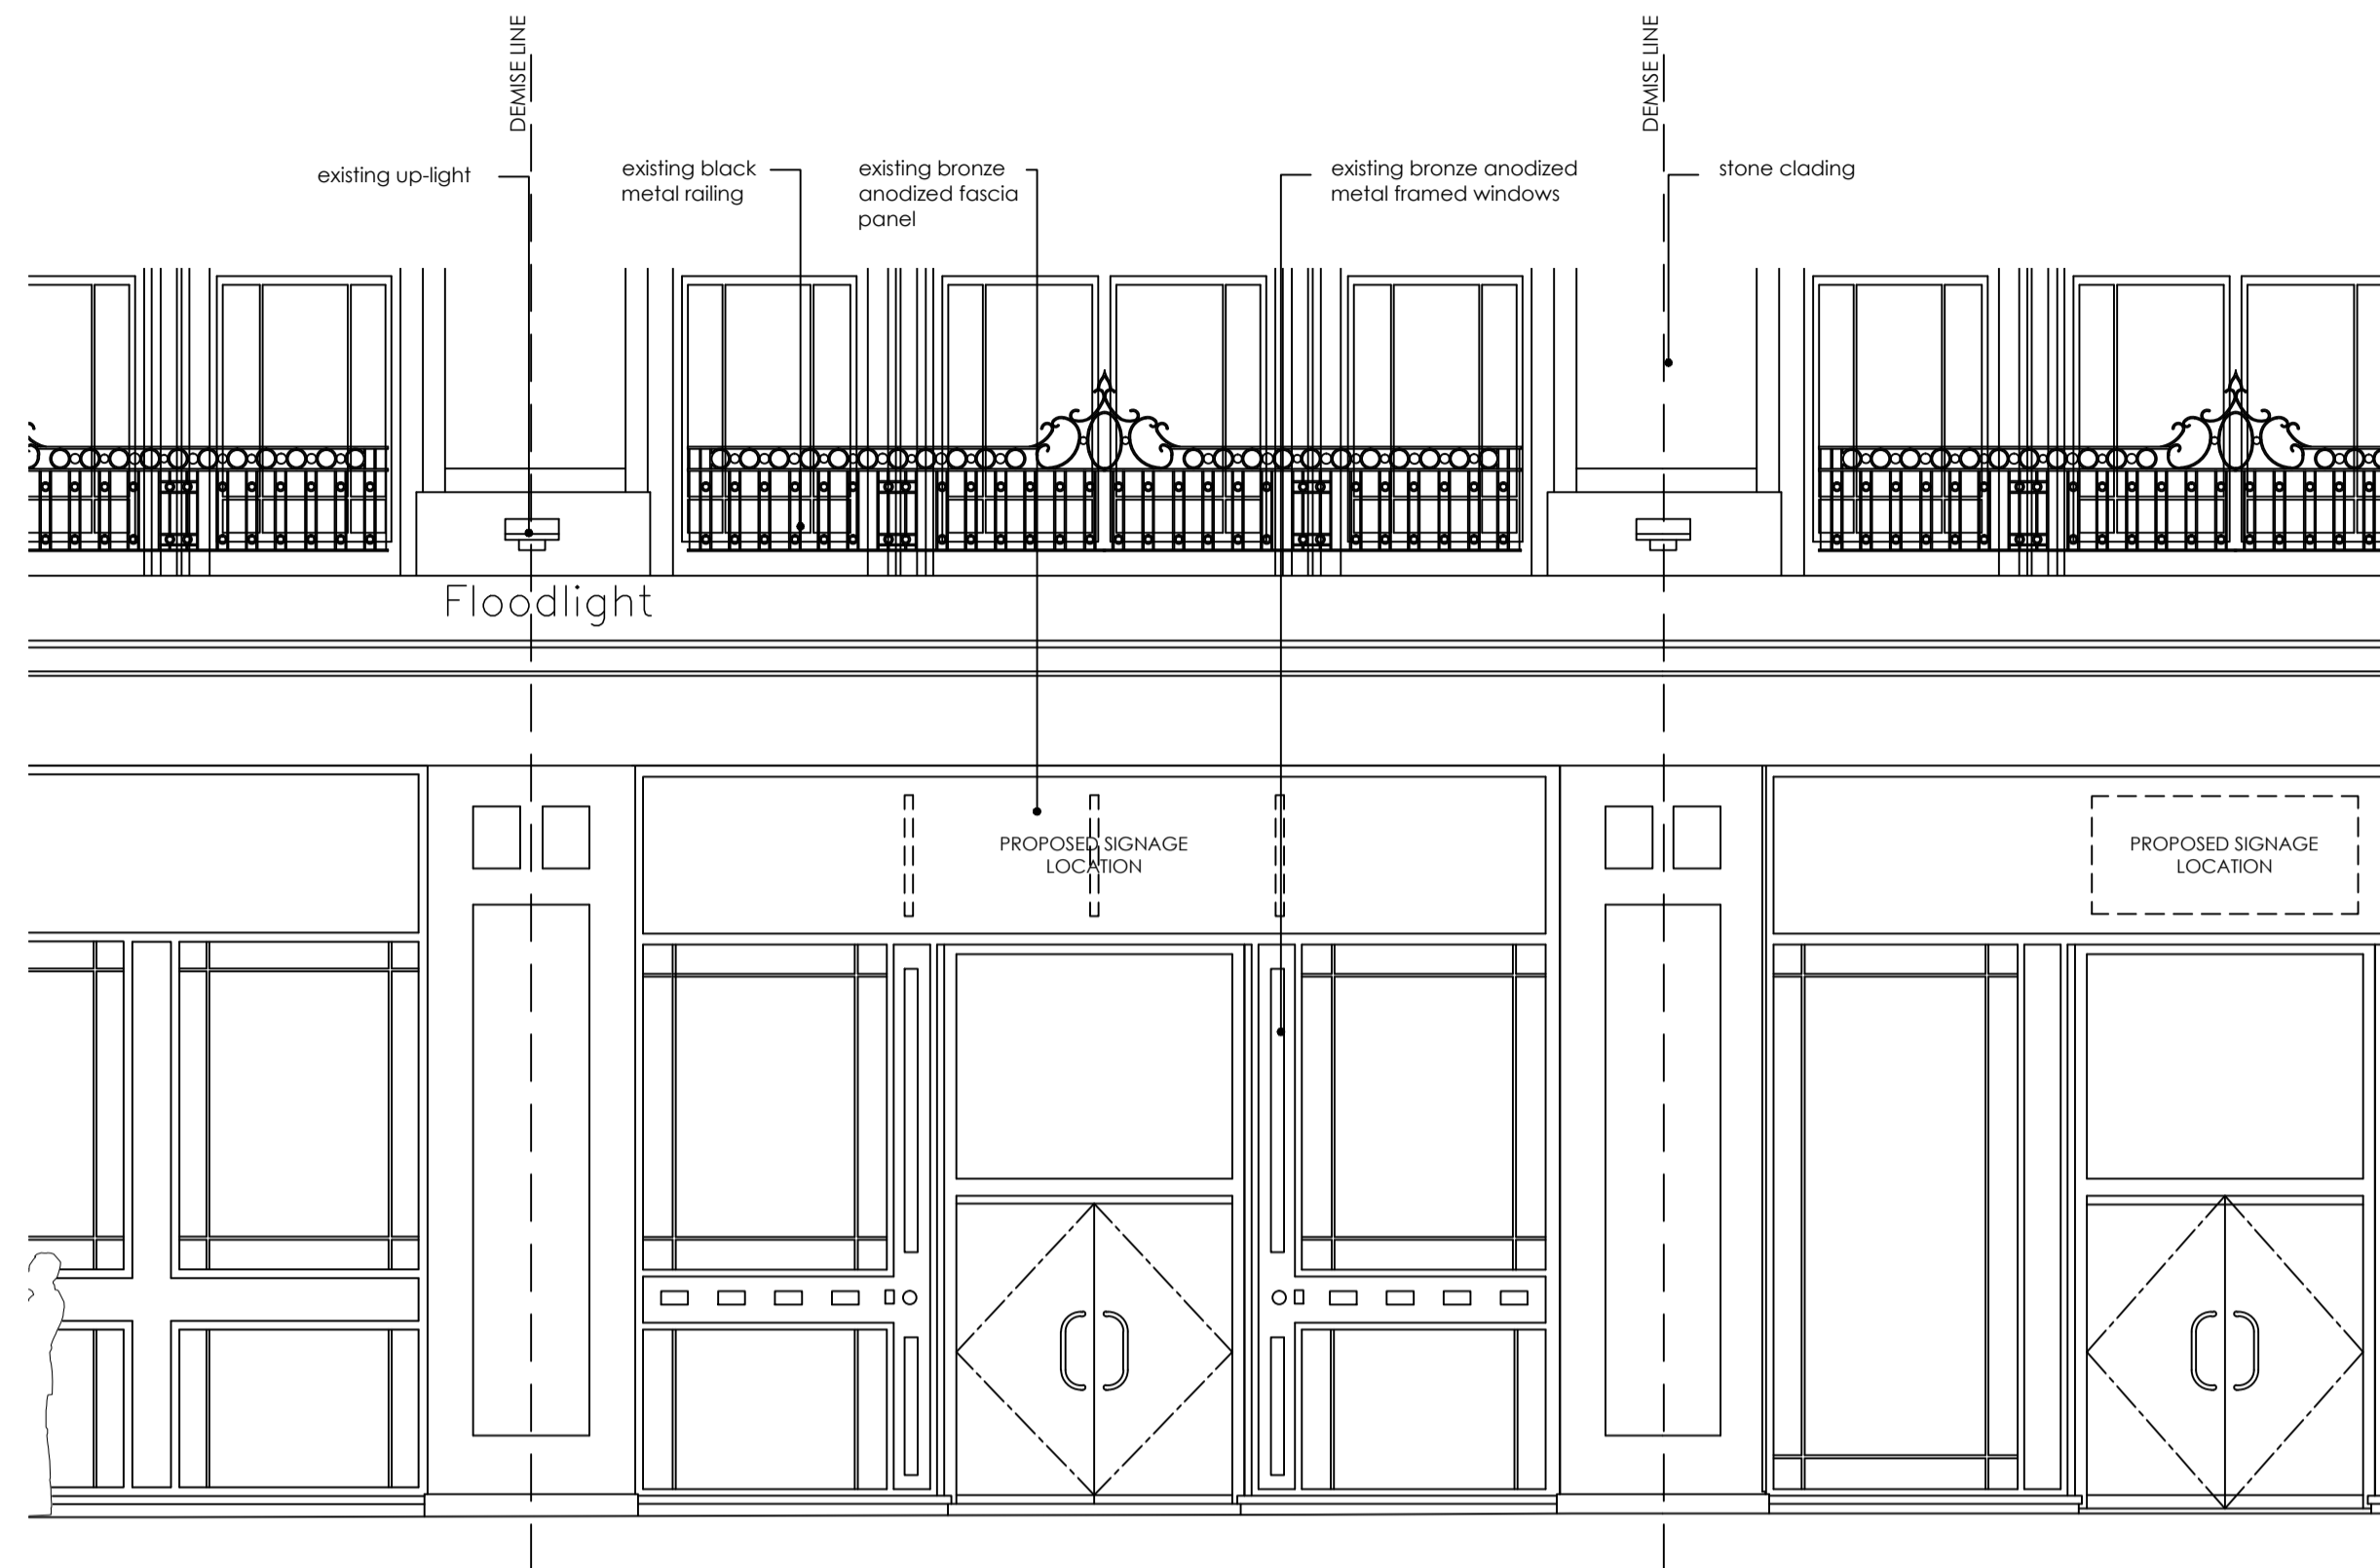 DEMISE LINE
DEMISE LINE
existing up-light
existing black
metal railing
existing bronze
anodized fascia
panel
existing bronze anodized
metal framed windows
stone clading
Floodlight
PROPOSED SIGNAGE
LOCATION
PROPOSED SIGNAGE
LOCATION